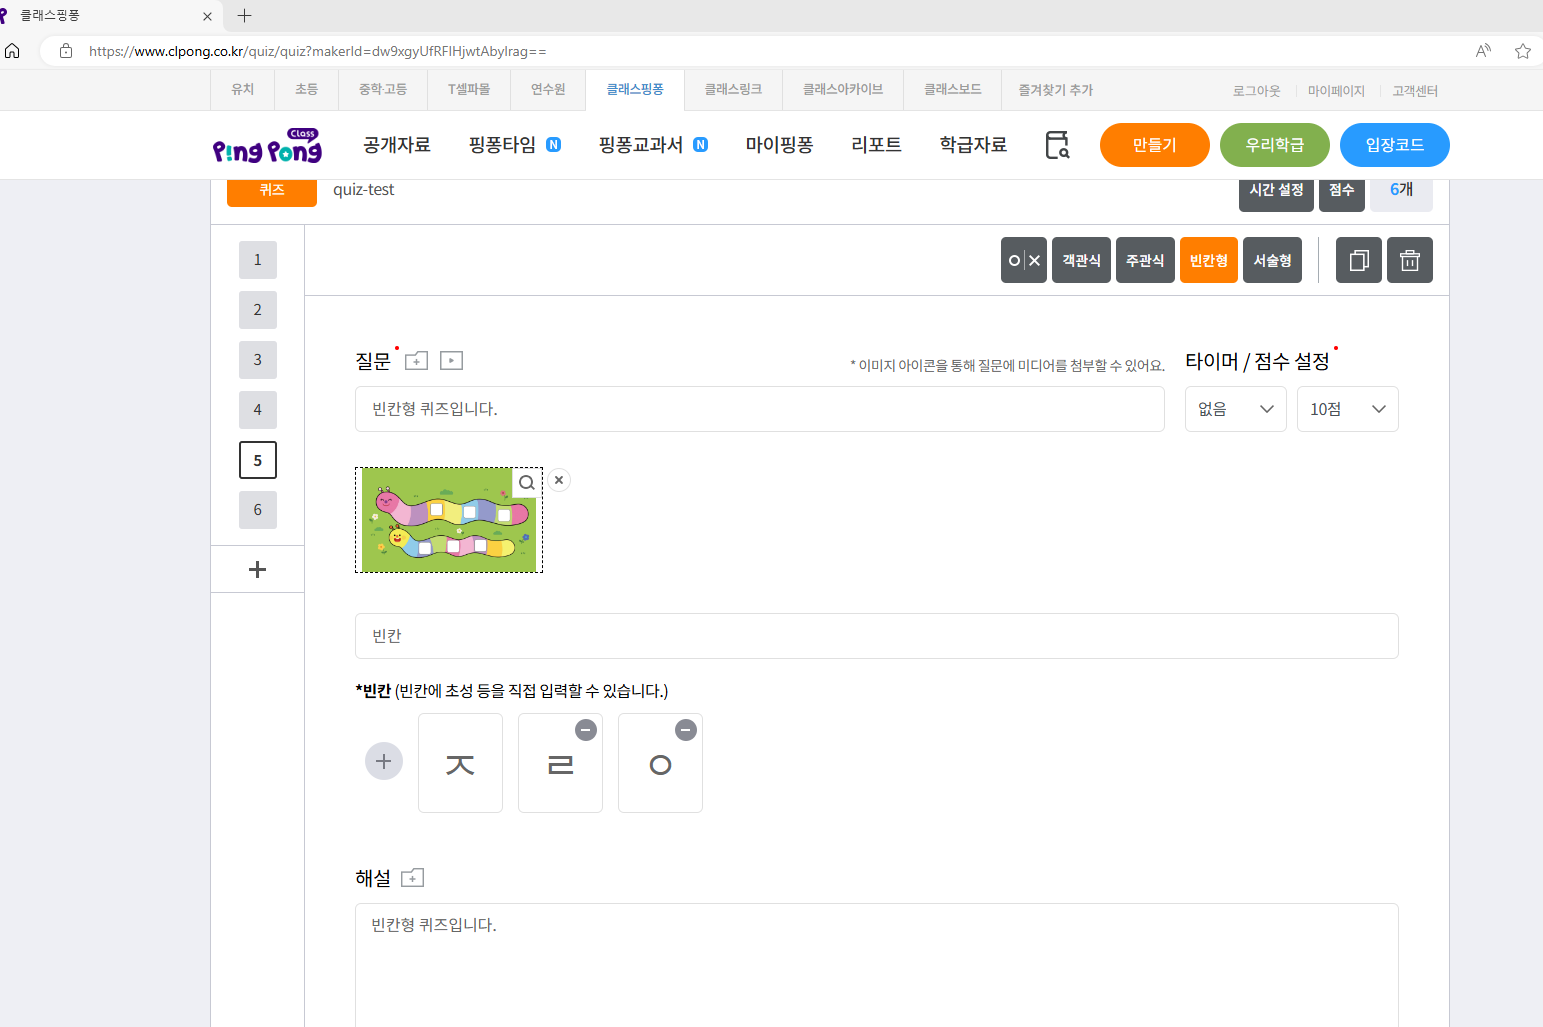 클래스핑퐁
https://www.clpong.co.kr/quiz/quiz?makerId=dw9xgyUfRFlHjwtAbylrag==
유치 초등 중학·고등 T셀파몰 연수원 클래스핑퐁 클래스링크 클래스아카이브 클래스보드 즐겨찾기 추가 로그아웃 마이페이지 고객센터
Class
Ping Pong 공개자료 핑퐁타임 N 핑퐁교과서 N 마이핑퐁 리포트 학급자료 만들기 우리학급 입장코드
퀴즈 quiz-test 시간 설정 점수 6개
1
2
3
4
5
6
O|X 객관식 주관식 빈칸형 서술형
질문 * 이미지 아이콘을 통해 질문에 미디어를 첨부할 수 있어요. 타이머 / 점수 설정
빈칸형 퀴즈입니다. 없음 10점
빈칸
*빈칸 (빈칸에 초성 등을 직접 입력할 수 있습니다.)
ㅈ ㄹ ㅇ
해설
빈칸형 퀴즈입니다.